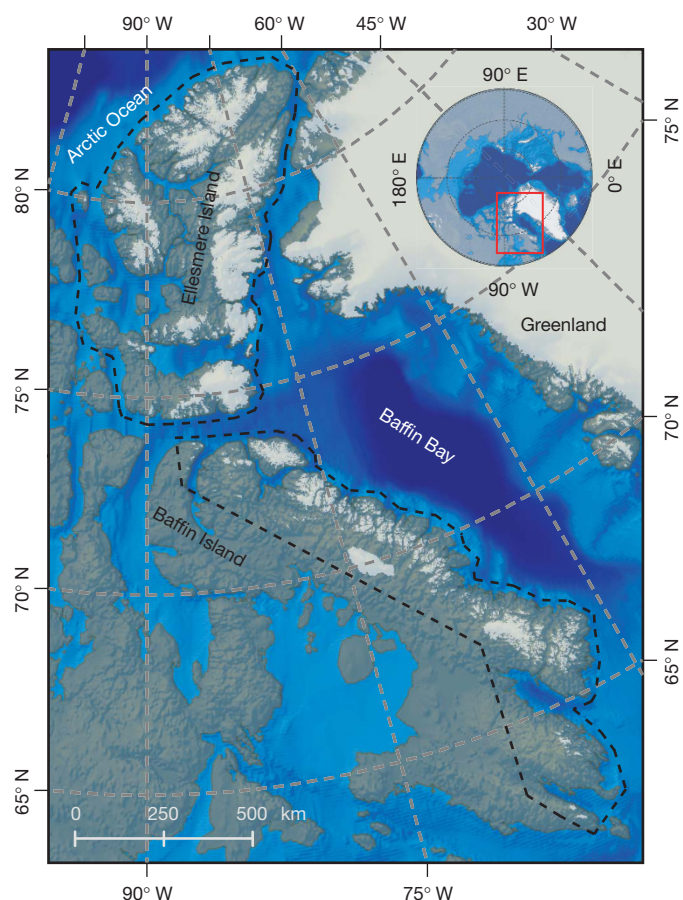 90° W
60° W
45° W
30° W
80° N
75° N
70° N
65° N
75° N
70° N
65° N
90° W
75° W
Arctic Ocean
Ellesmere Island
Greenland
Baffin Bay
Baffin Island
90° E
180° E
0° E
90° W
0 250 500 km